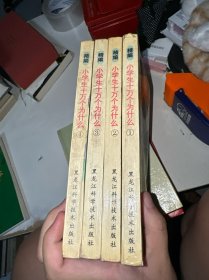 精编 小学生十万个为什么 ④ 黑龙江科学技术出版社
精编 小学生十万个为什么 ③ 黑龙江科学技术出版社
精编 小学生十万个为什么 ② 黑龙江科学技术出版社
精编 小学生十万个为什么 ① 黑龙江科学技术出版社